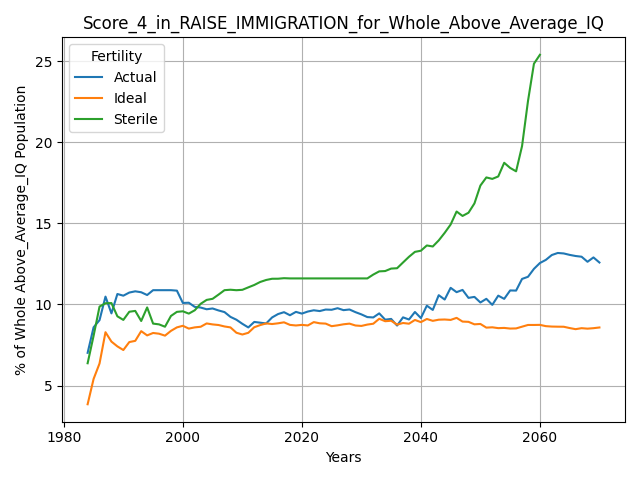 Score_4_in_RAISE_IMMIGRATION_for_Whole_Above_Average_IQ
Fertility
Actual
Ideal
Sterile
% of Whole Above_Average_IQ Population
25
20
15
10
5
1980
2000
2020
2040
2060
Years